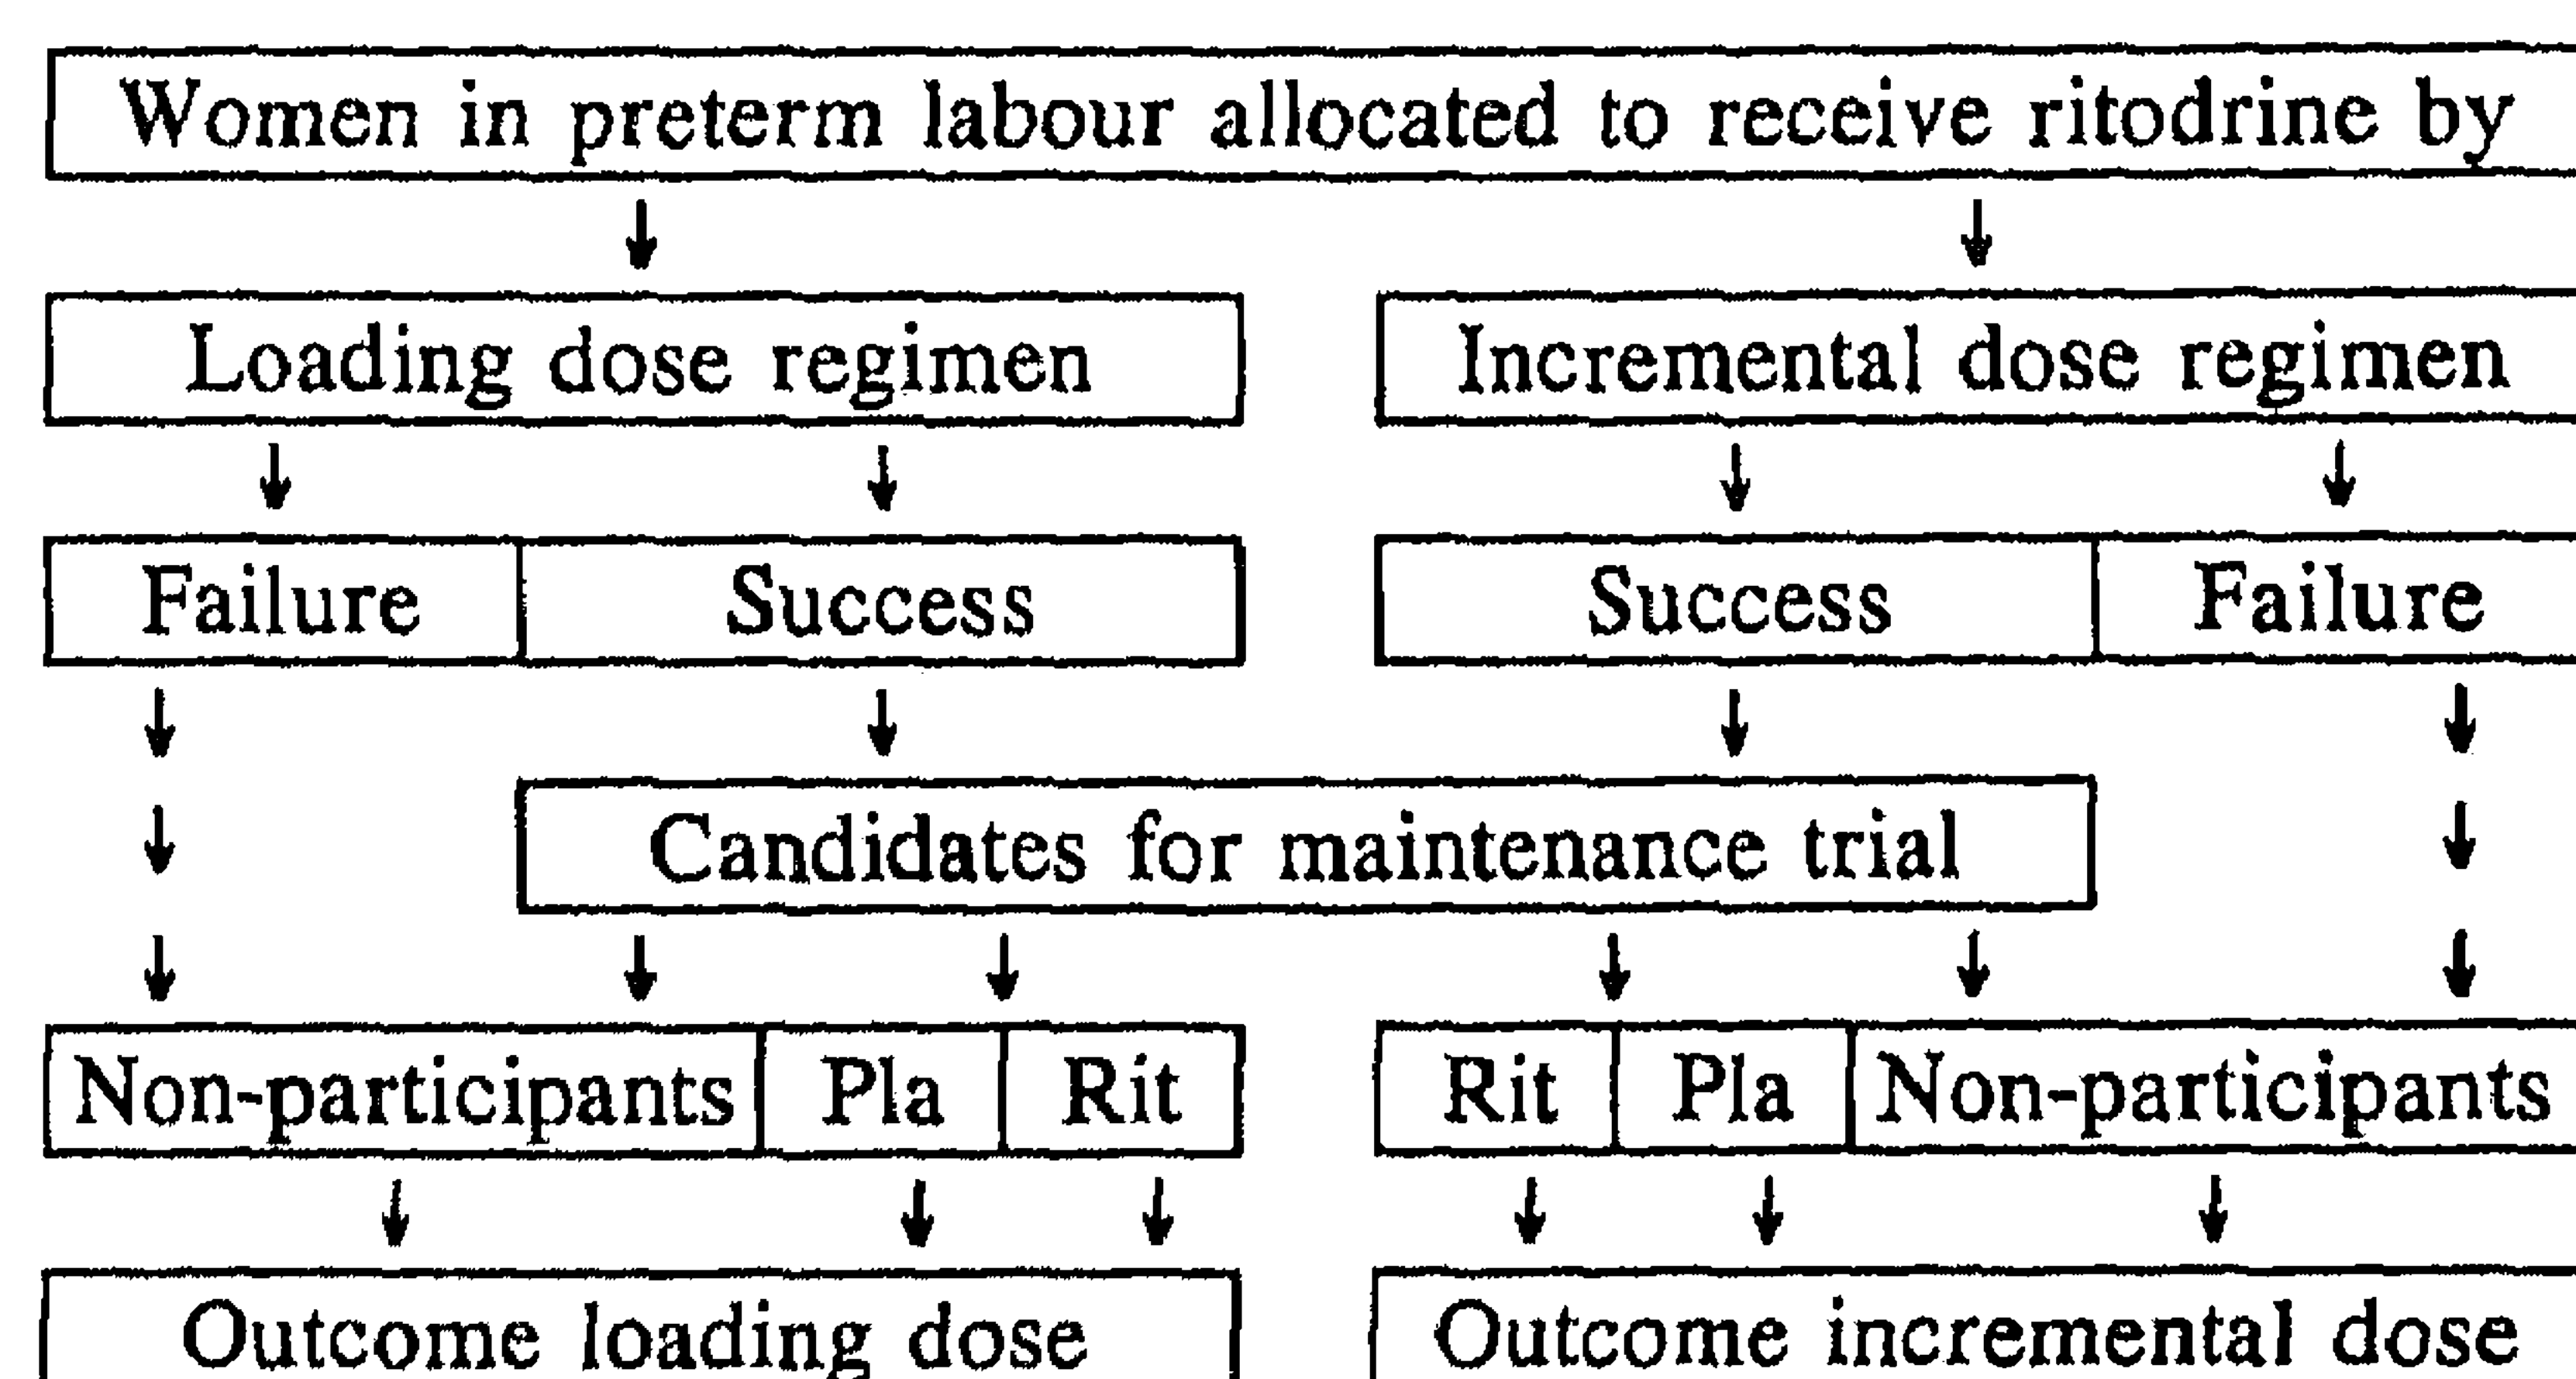 Women in preterm labour allocated to receive ritodrine by
Loading dose regimen Incremental dose regimen
Failure Success Success Failure
Candidates for maintenance trial
Non-participants Pla Rit Rit Pla Non-participants
Outcome loading dose Outcome incremental dose